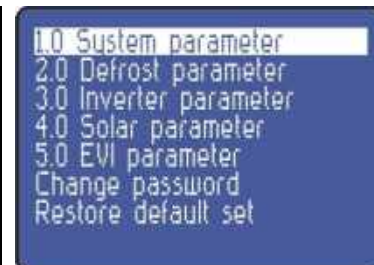 1.0 System parameter
2.0 Defrost parameter
3.0 Inverter parameter
4.0 Solar parameter
5.0 EVI parameter
Change password
Restore default set